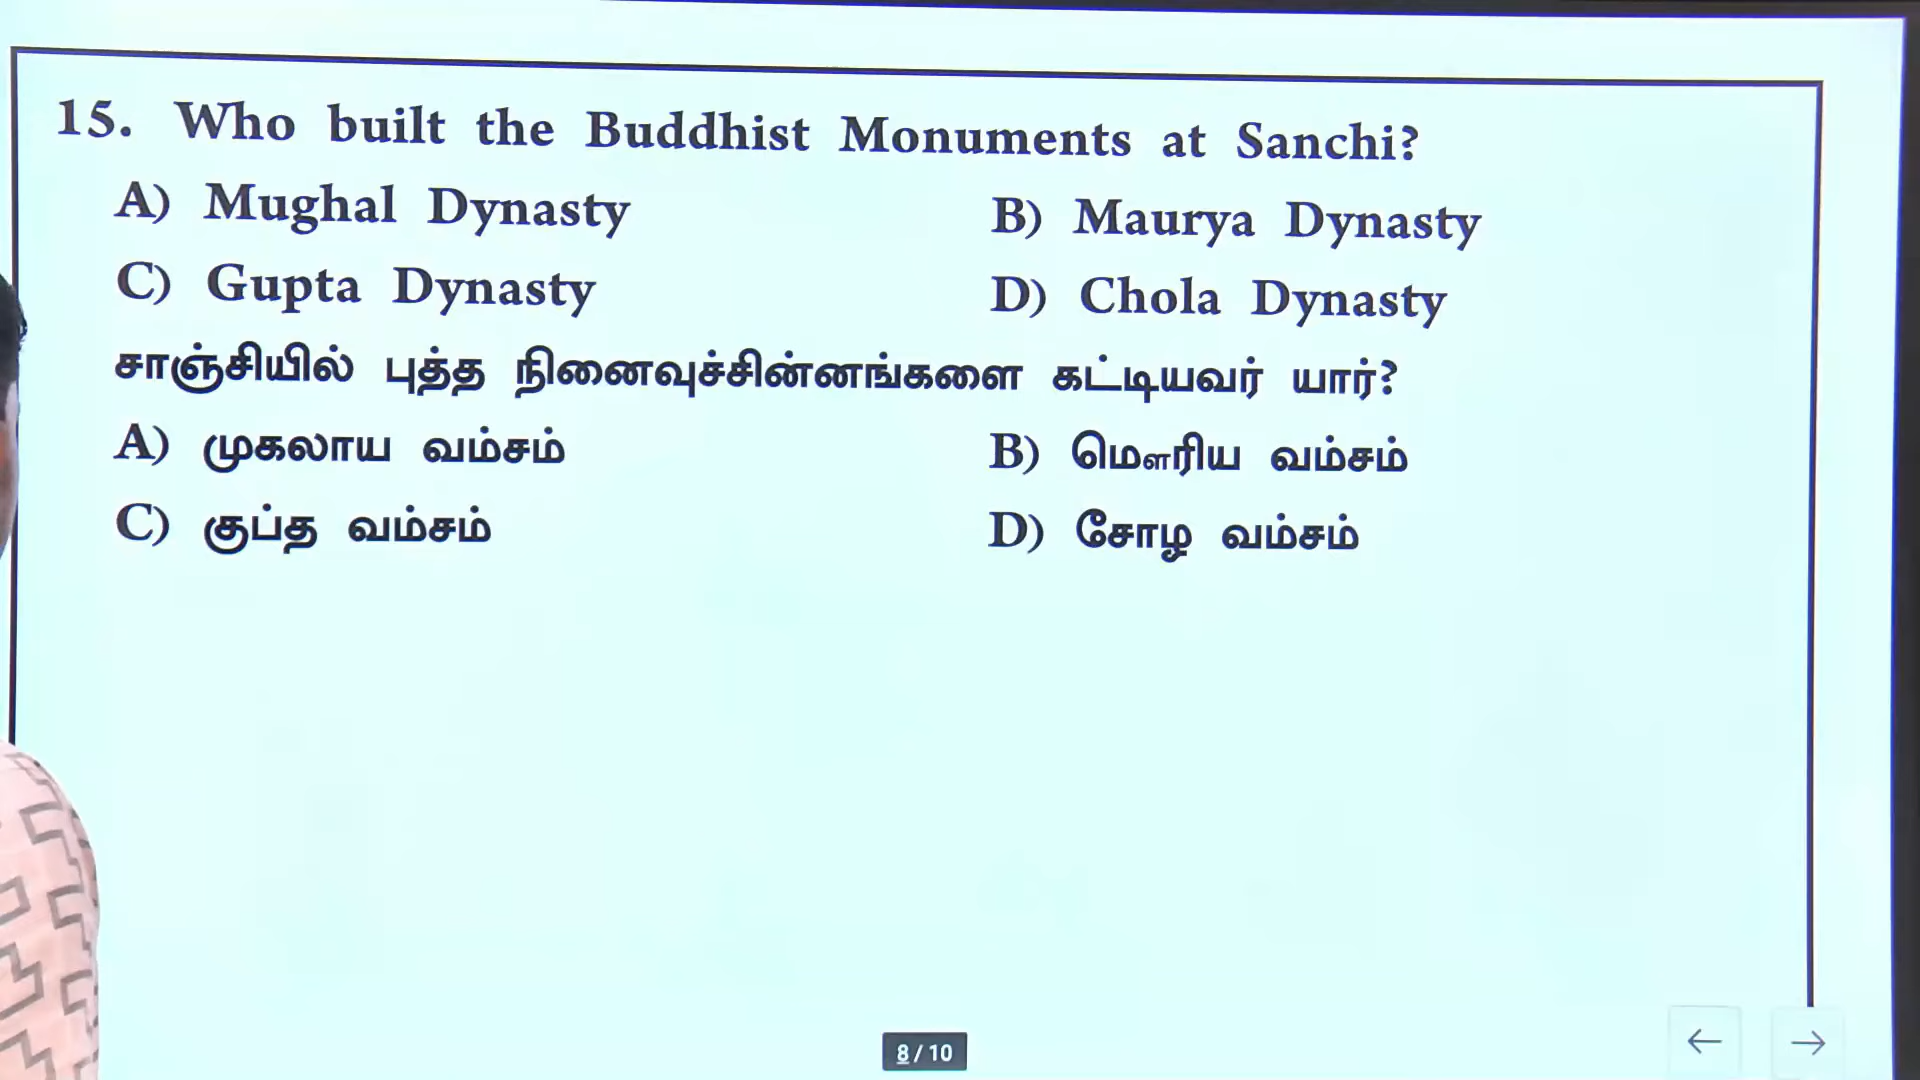 15. Who built the Buddhist Monuments at Sanchi?
A) Mughal Dynasty B) Maurya Dynasty
C) Gupta Dynasty D) Chola Dynasty
சாஞ்சியில் புத்த நினைவுச்சின்னங்களை கட்டியவர் யார்?
A) முகலாய வம்சம் B) மௌரிய வம்சம்
C) குப்த வம்சம் D) சோழ வம்சம்
8 / 10